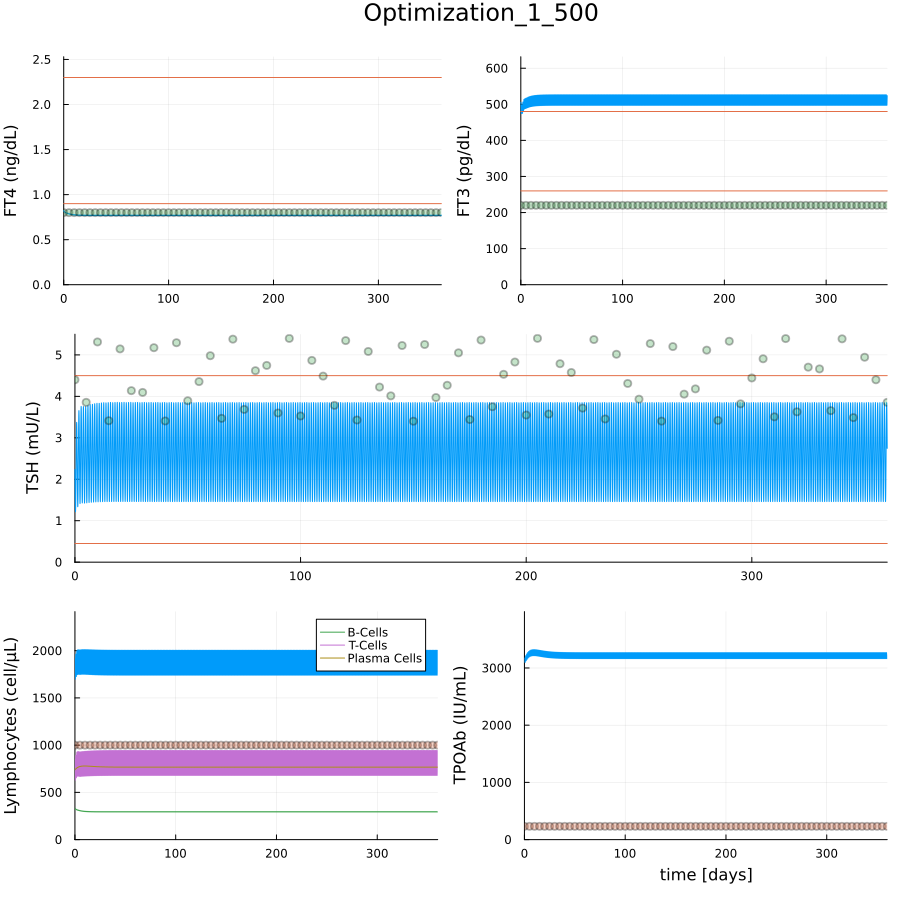 Optimization_1_500
FT4 (ng/dL)
2.5
2.0
1.5
1.0
0.5
0.0
0 100 200 300
FT3 (pg/dL)
600
500
400
300
200
100
0
0 100 200 300
TSH (mU/L)
5
4
3
2
1
0
0 100 200 300
Lymphocytes (cell/μL)
2000
1500
1000
500
0
0 100 200 300
B-Cells
T-Cells
Plasma Cells
TPOAb (IU/mL)
3000
2000
1000
0
0 100 200 300
time [days]